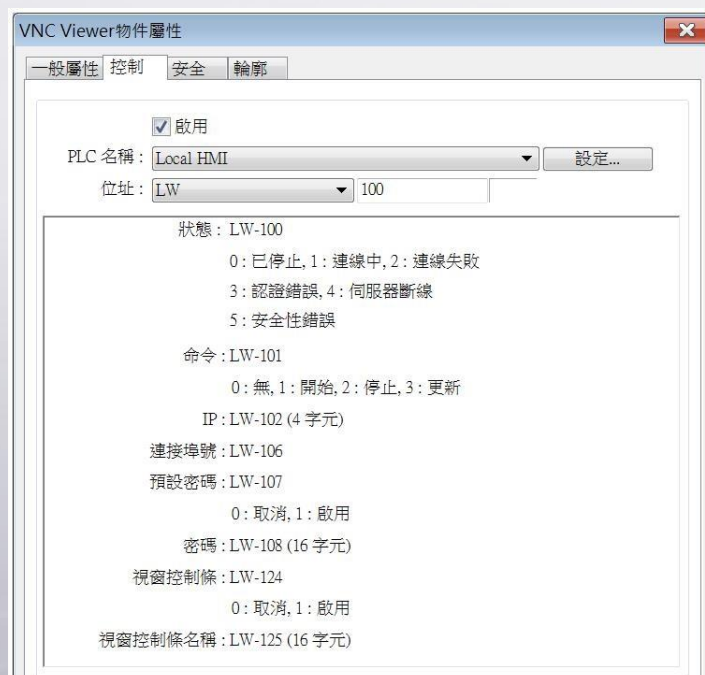 VNC Viewer物件屬性
一般屬性 控制 安全 輪廓
啟用
PLC 名稱 : Local HMI 設定...
位址 : LW 100
狀態 : LW-100
0 : 已停止, 1 : 連線中, 2 : 連線失敗
3 : 認證錯誤, 4 : 伺服器斷線
5 : 安全性錯誤
命令 : LW-101
0 : 無, 1 : 開始, 2 : 停止, 3 : 更新
IP : LW-102 (4 字元)
連接埠號 : LW-106
預設密碼 : LW-107
0 : 取消, 1 : 啟用
密碼 : LW-108 (16 字元)
視窗控制條 : LW-124
0 : 取消, 1 : 啟用
視窗控制條名稱 : LW-125 (16 字元)